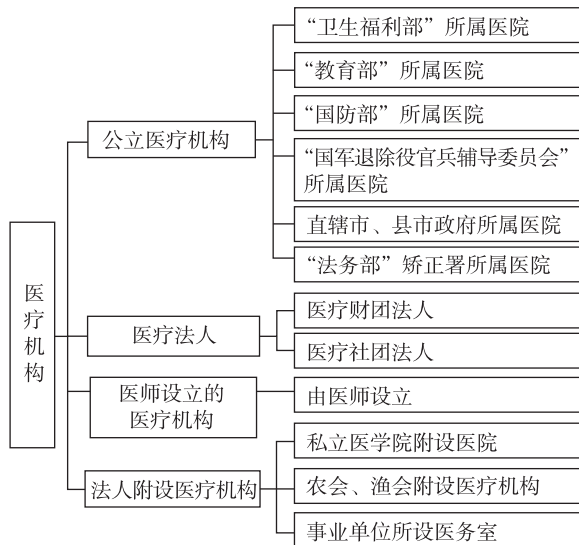 医疗机构
公立医疗机构
“卫生福利部”所属医院
“教育部”所属医院
“国防部”所属医院
“国军退除役官兵辅导委员会”
所属医院
直辖市、县市政府所属医院
“法务部”矫正署所属医院
医疗法人
医疗财团法人
医疗社团法人
医师设立的
医疗机构
由医师设立
法人附设医疗机构
私立医学院附设医院
农会、渔会附设医疗机构
事业单位所设医务室